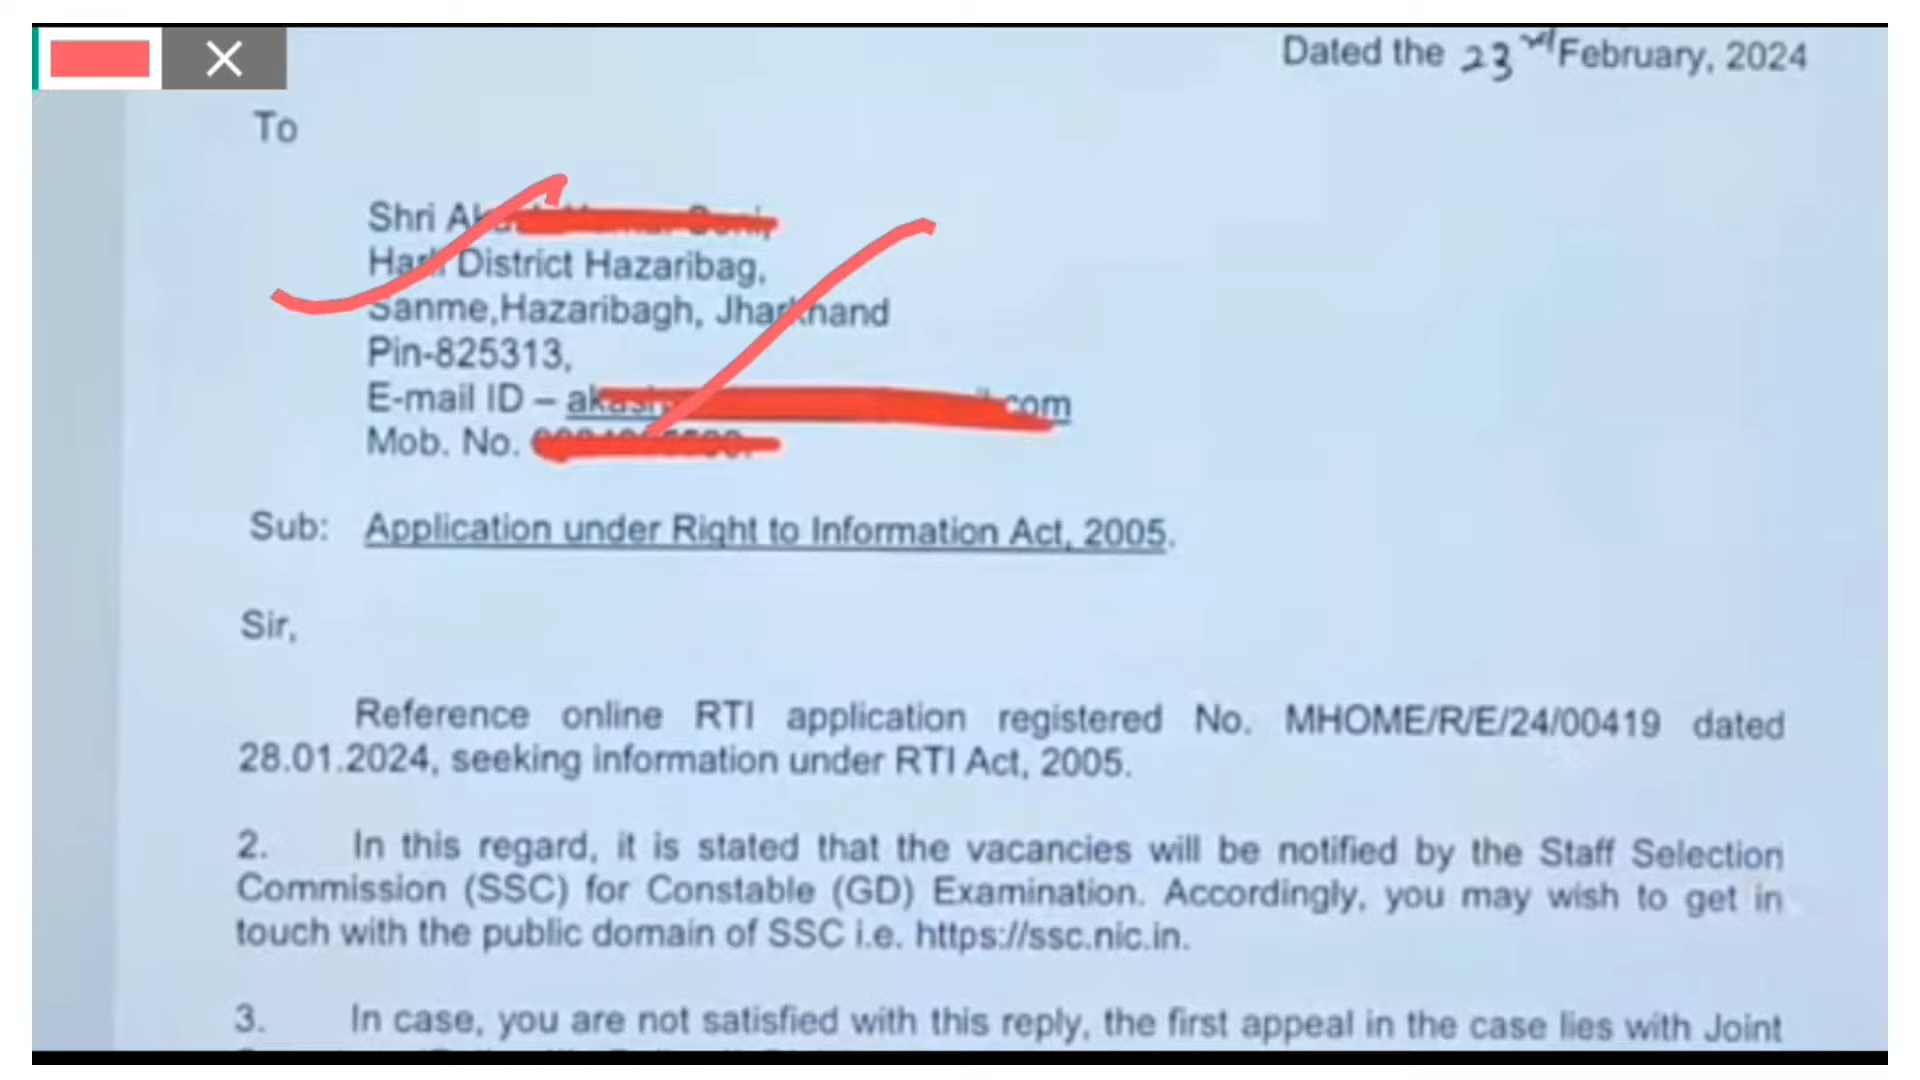 Dated the 23rd February, 2024
To
Shri
District Hazaribag,
Sanme,Hazaribagh, Jharkhand
Pin-825313,
E-mail ID –
Mob. No.
Sub: Application under Right to Information Act, 2005.
Sir,
Reference online RTI application registered No. MHOME/R/E/24/00419 dated
28.01.2024, seeking information under RTI Act, 2005.
2. In this regard, it is stated that the vacancies will be notified by the Staff Selection
Commission (SSC) for Constable (GD) Examination. Accordingly, you may wish to get in
touch with the public domain of SSC i.e. https://ssc.nic.in.
3. In case, you are not satisfied with this reply, the first appeal in the case lies with Joint